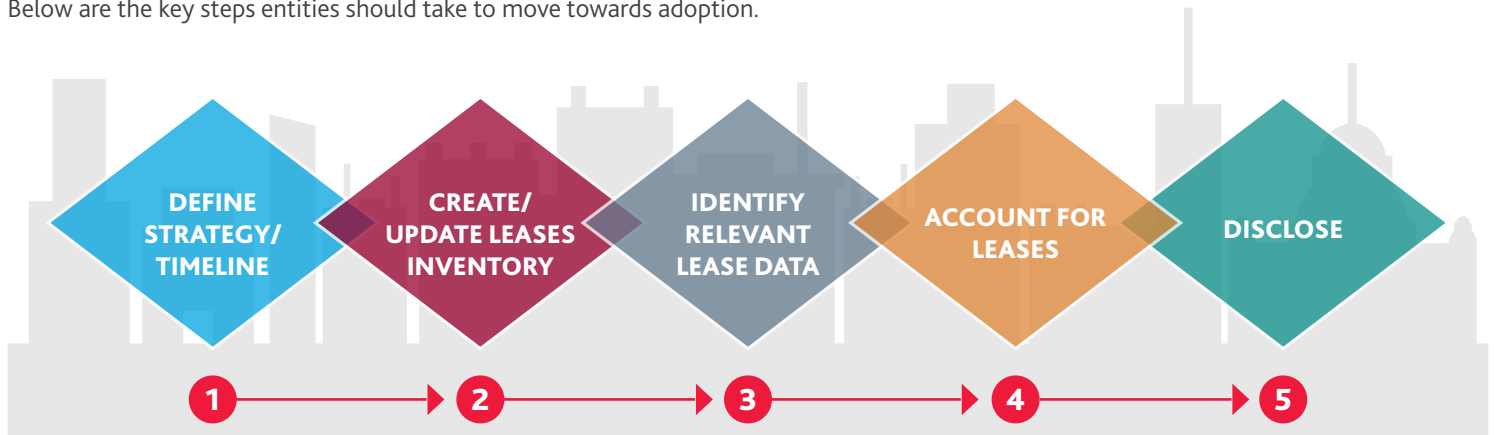 Below are the key steps entities should take to move towards adoption.
DEFINE
STRATEGY/
TIMELINE
CREATE/
UPDATE LEASES
INVENTORY
IDENTIFY
RELEVANT
LEASE DATA
ACCOUNT FOR
LEASES
DISCLOSE
1
2
3
4
5